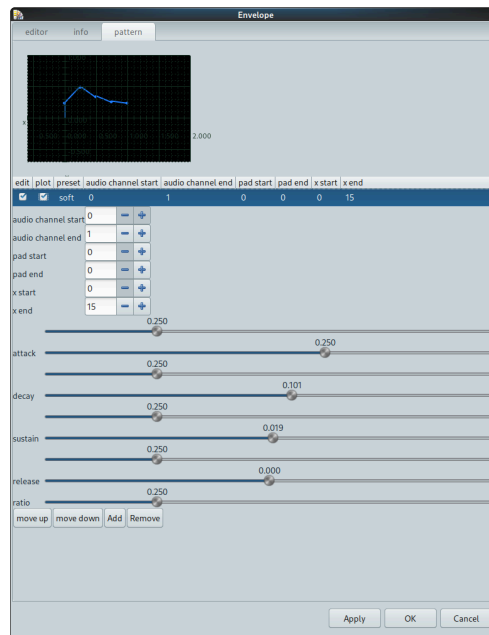 Envelope
editor info pattern
x
2.000
edit plot preset audio channel start audio channel end pad start pad end x start x end
soft 0 1 0 0 0 15
audio channel start 0
audio channel end 1
pad start 0
pad end 0
x start 0
x end 15
0.250
attack 0.250
0.250
decay 0.101
0.250
sustain 0.019
0.250
release 0.000
ratio 0.250
move up move down Add Remove
Apply OK Cancel